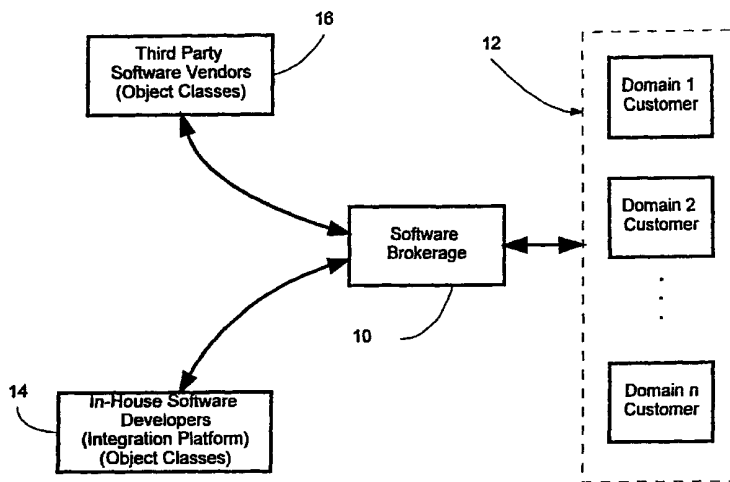 16
Third Party
Software Vendors
(Object Classes)
12
Domain 1
Customer
Domain 2
Customer
Software
Brokerage
10
14
In-House Software
Developers
(Integration Platform)
(Object Classes)
Domain n
Customer